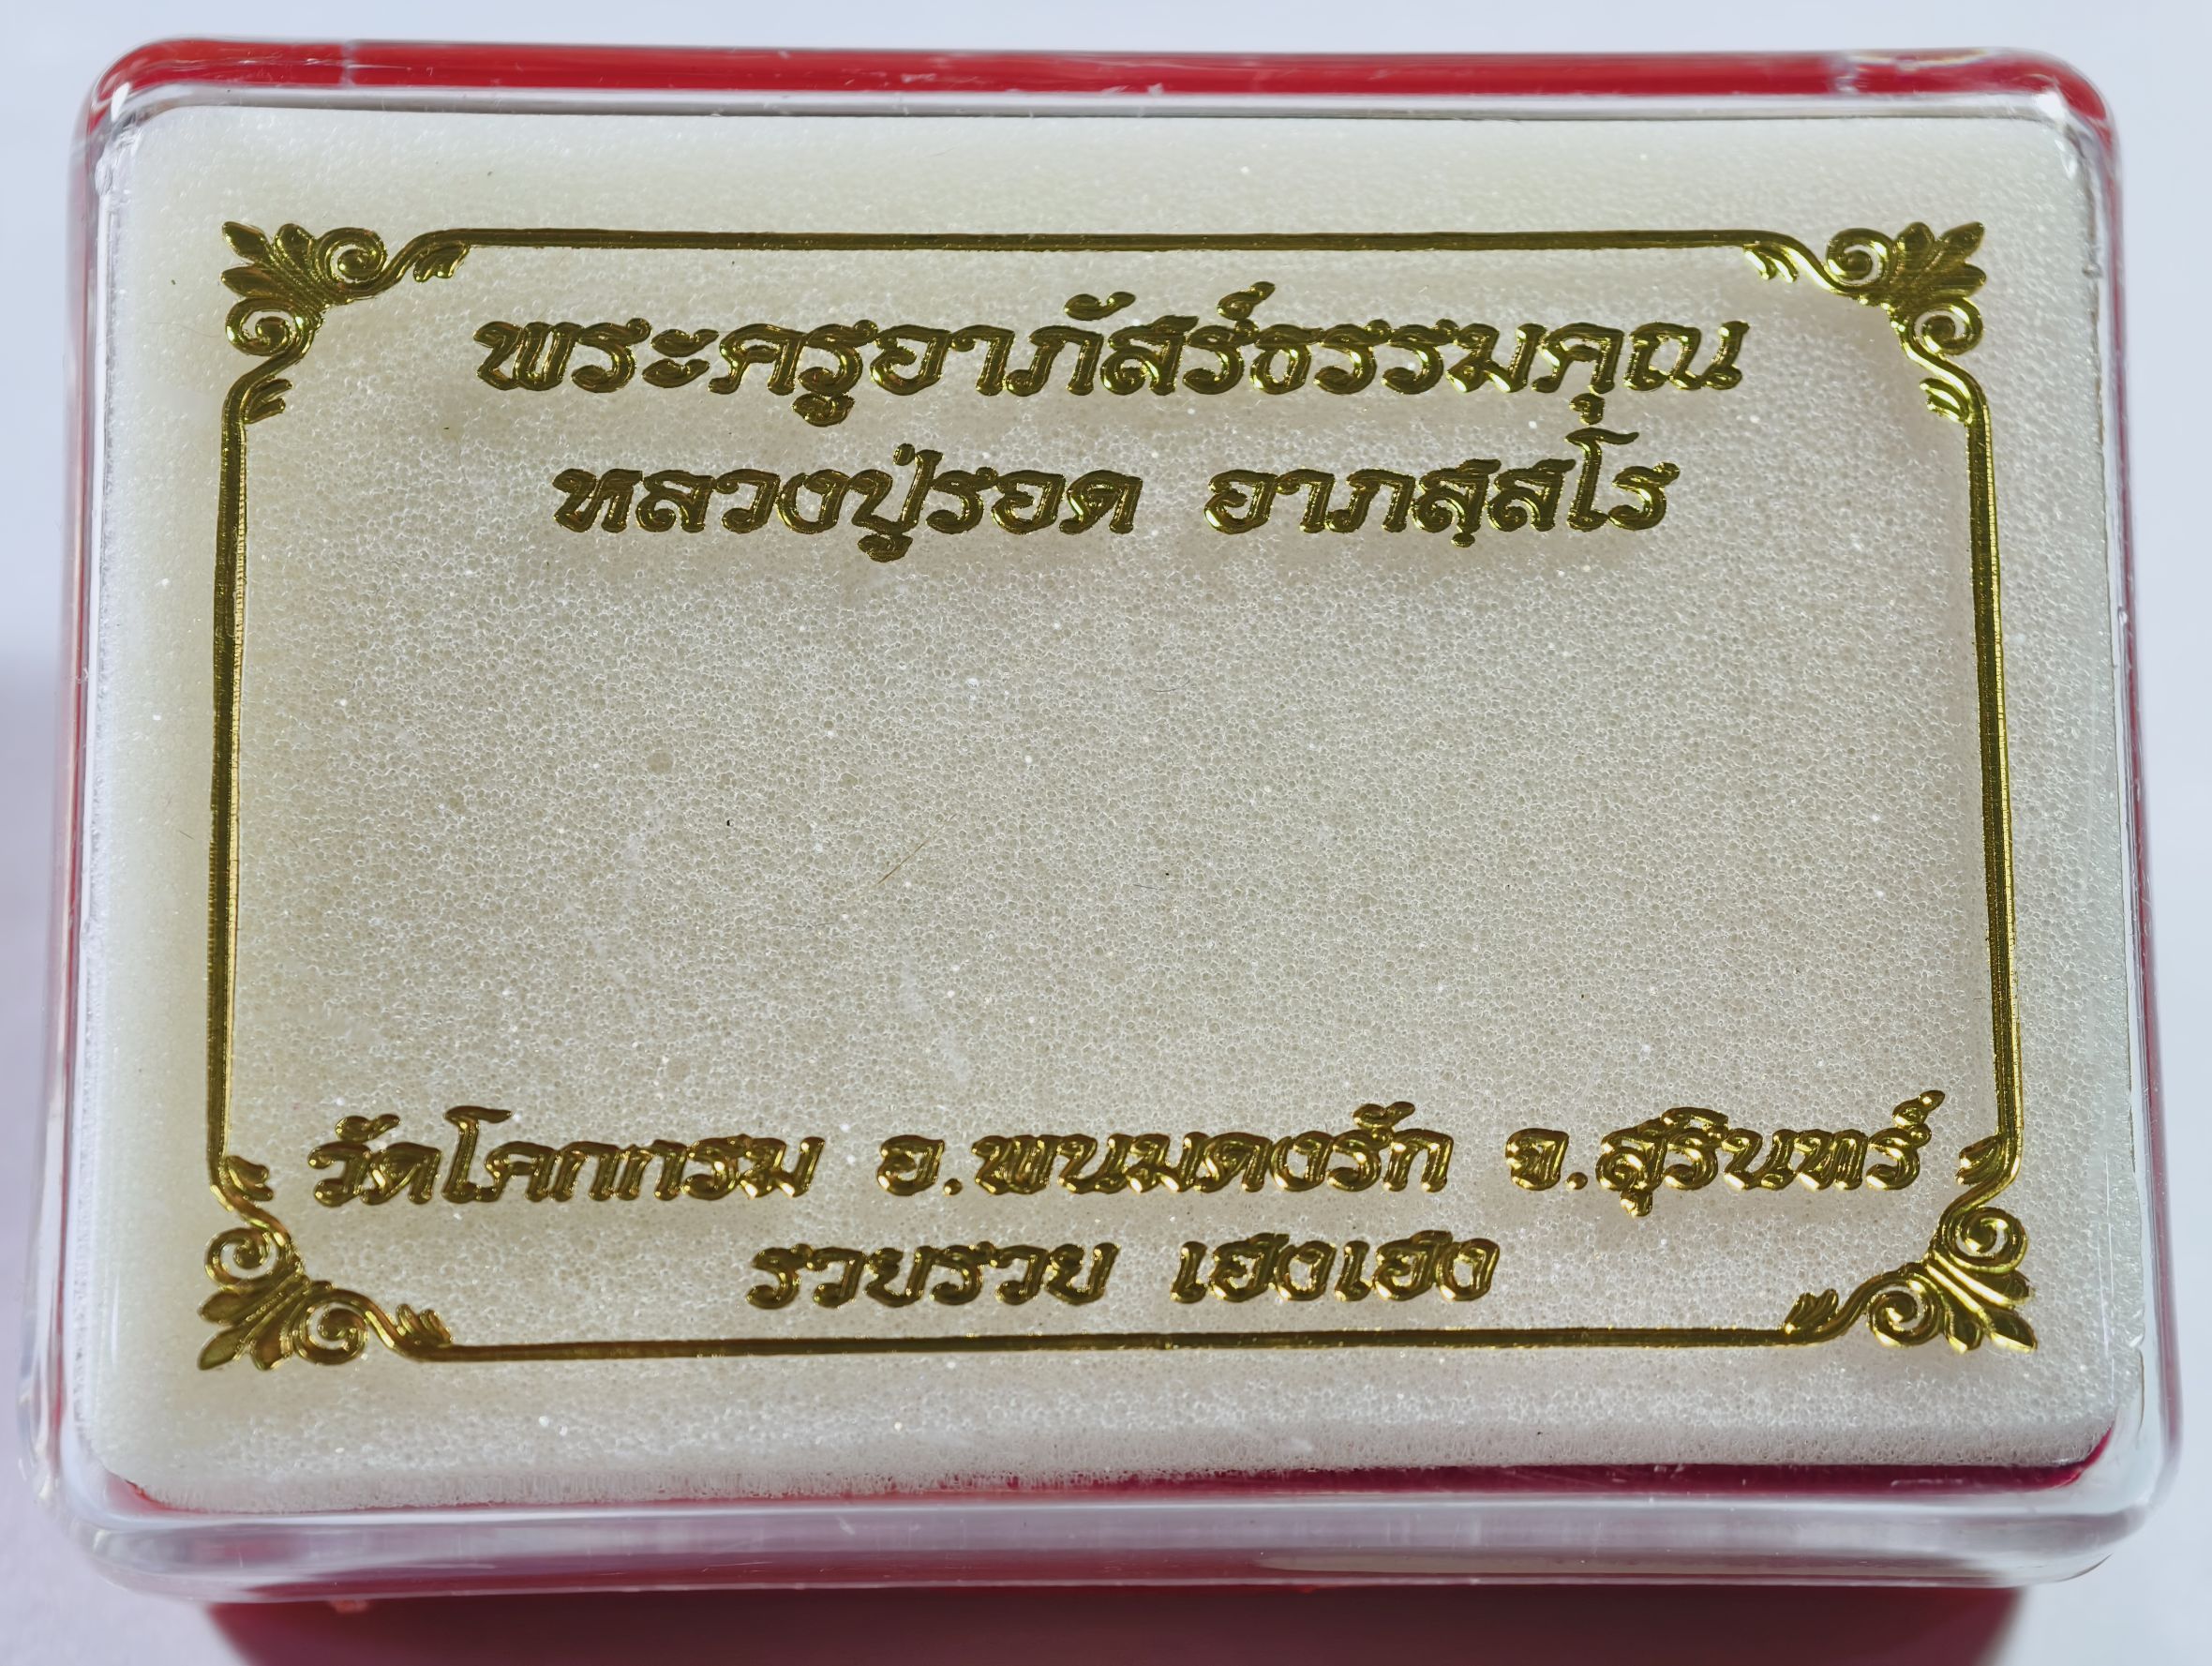 พระครูอาภัสร์ธรรมคุณ
หลวงปู่รอด อาภสฺสโร
วัดโคกกรม อ.พนมดงรัก จ.สุรินทร์
รวยรวย เฮงเฮง